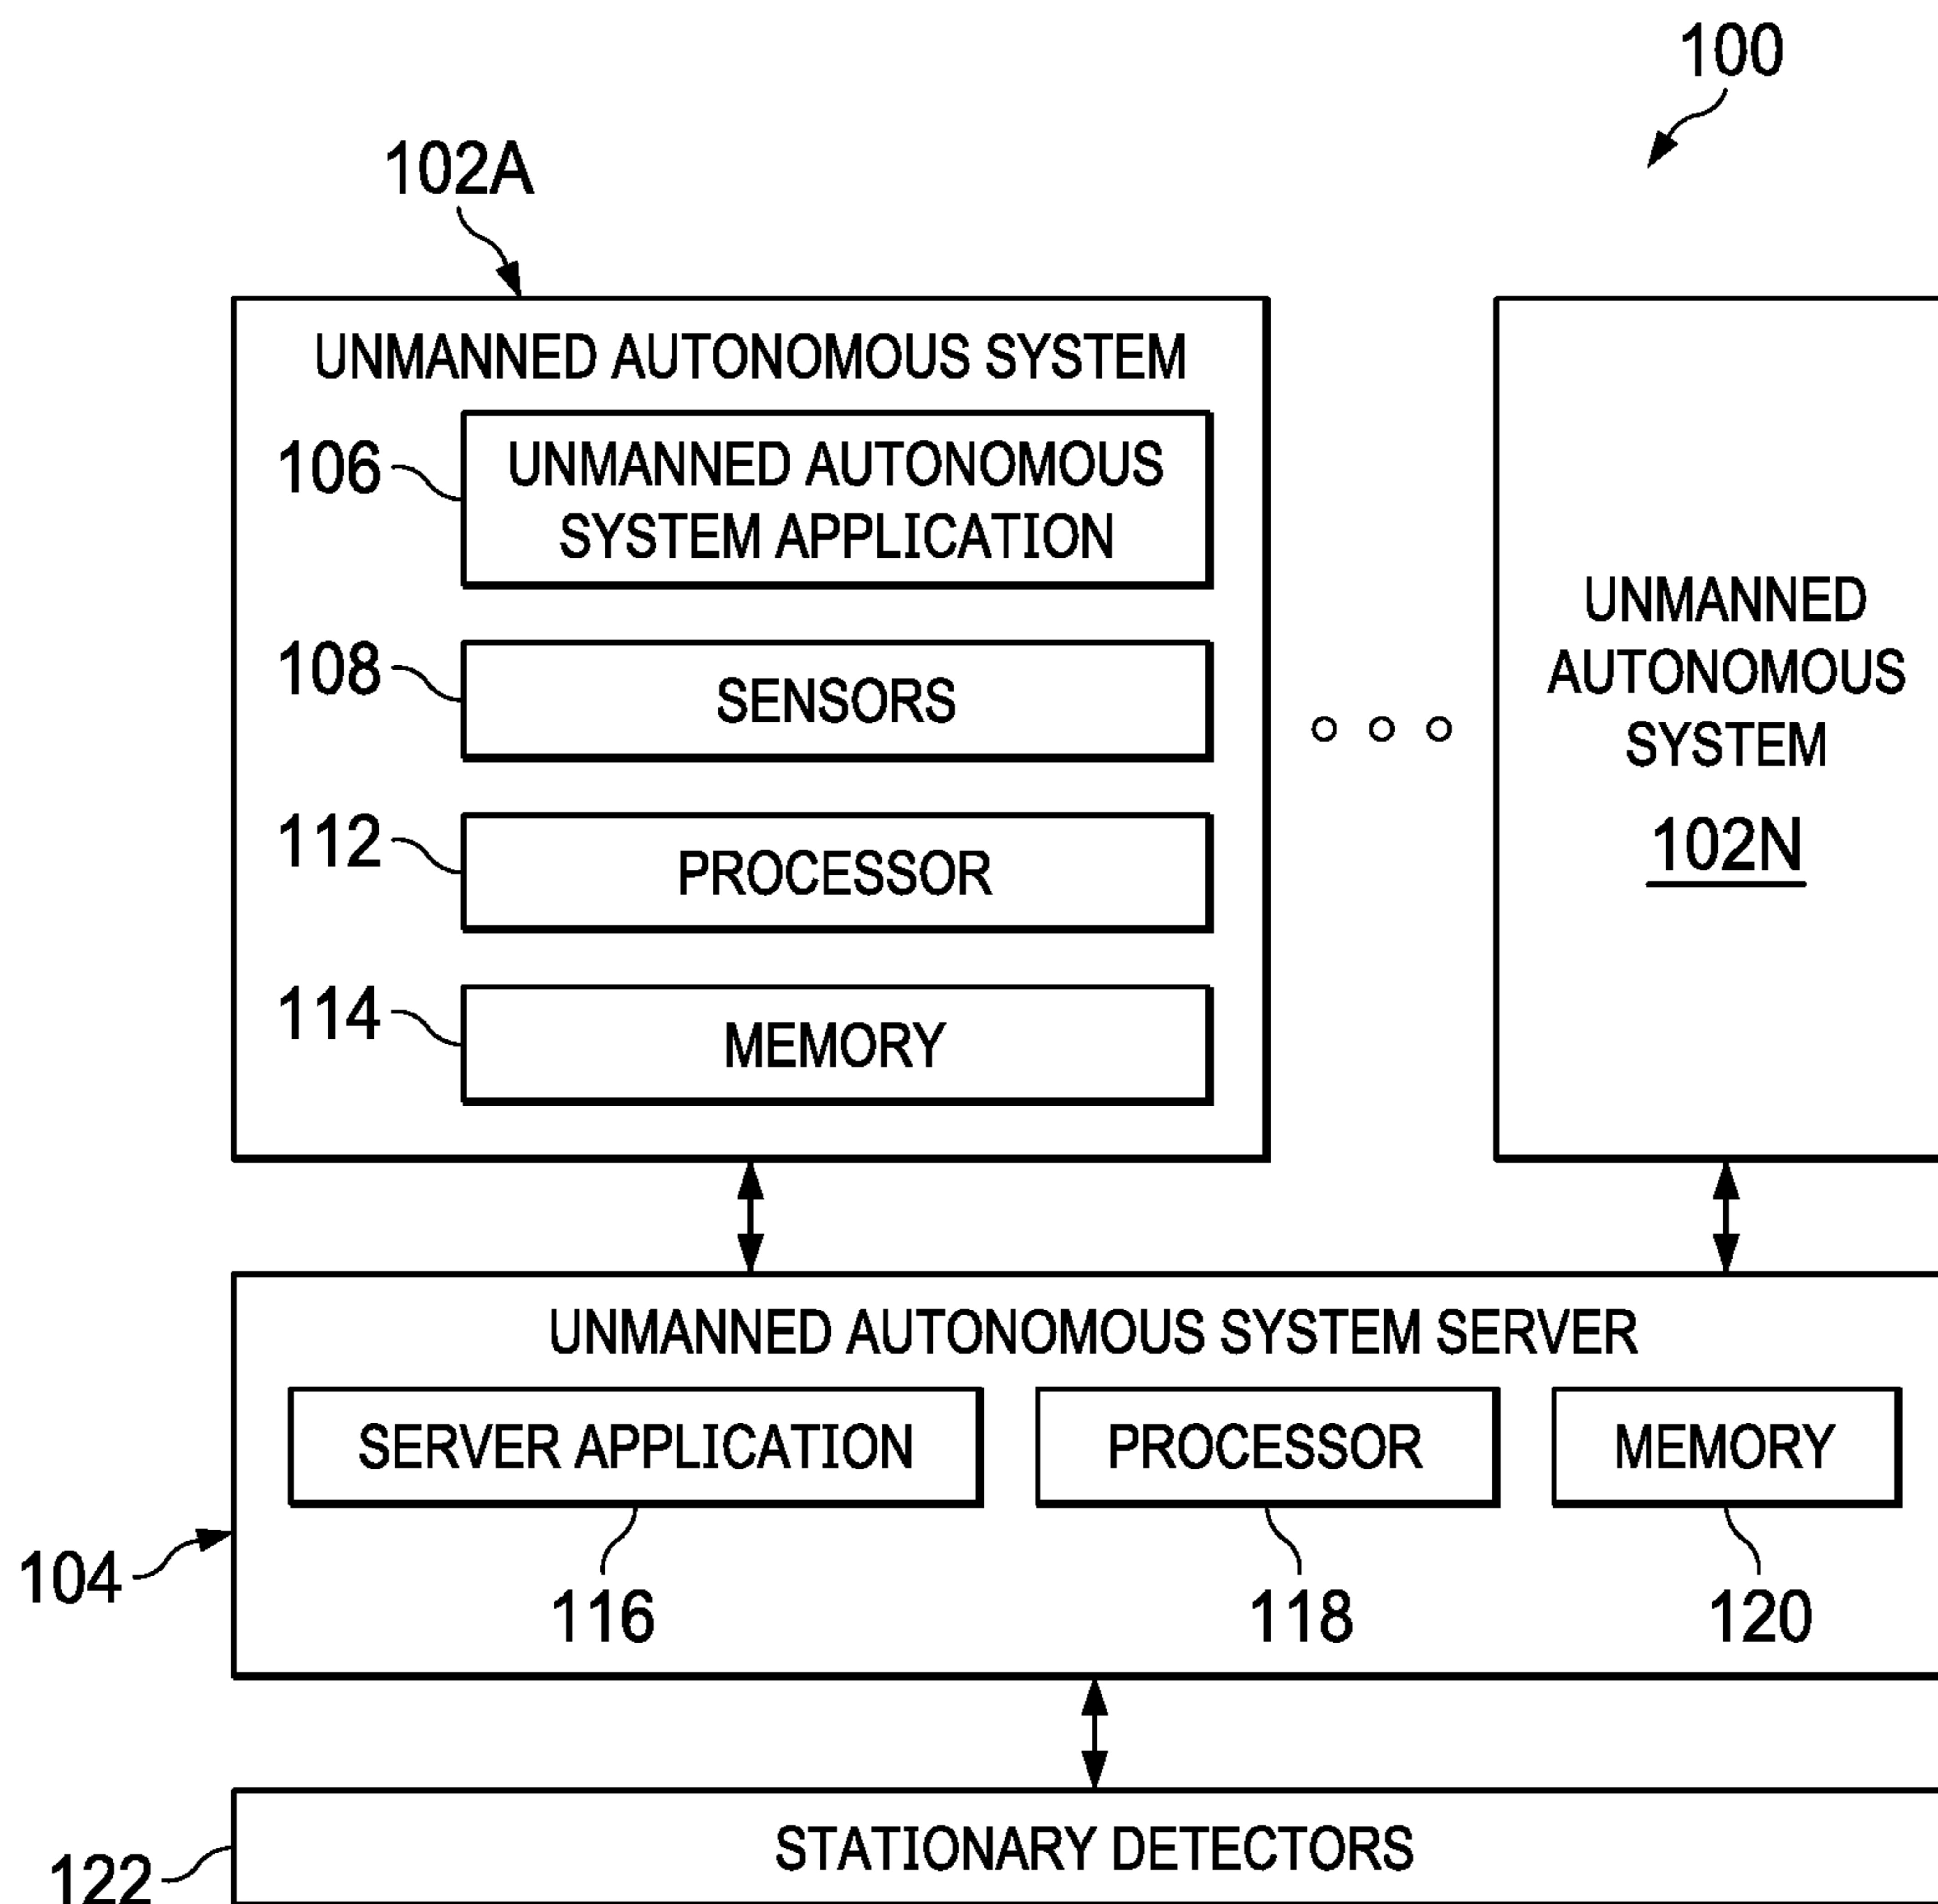 100
102A
UNMANNED AUTONOMOUS SYSTEM
106
UNMANNED AUTONOMOUS
SYSTEM APPLICATION
108
SENSORS
112
PROCESSOR
114
MEMORY
UNMANNED
AUTONOMOUS
SYSTEM
102N
UNMANNED AUTONOMOUS SYSTEM SERVER
SERVER APPLICATION
PROCESSOR
MEMORY
104
116
118
120
STATIONARY DETECTORS
122